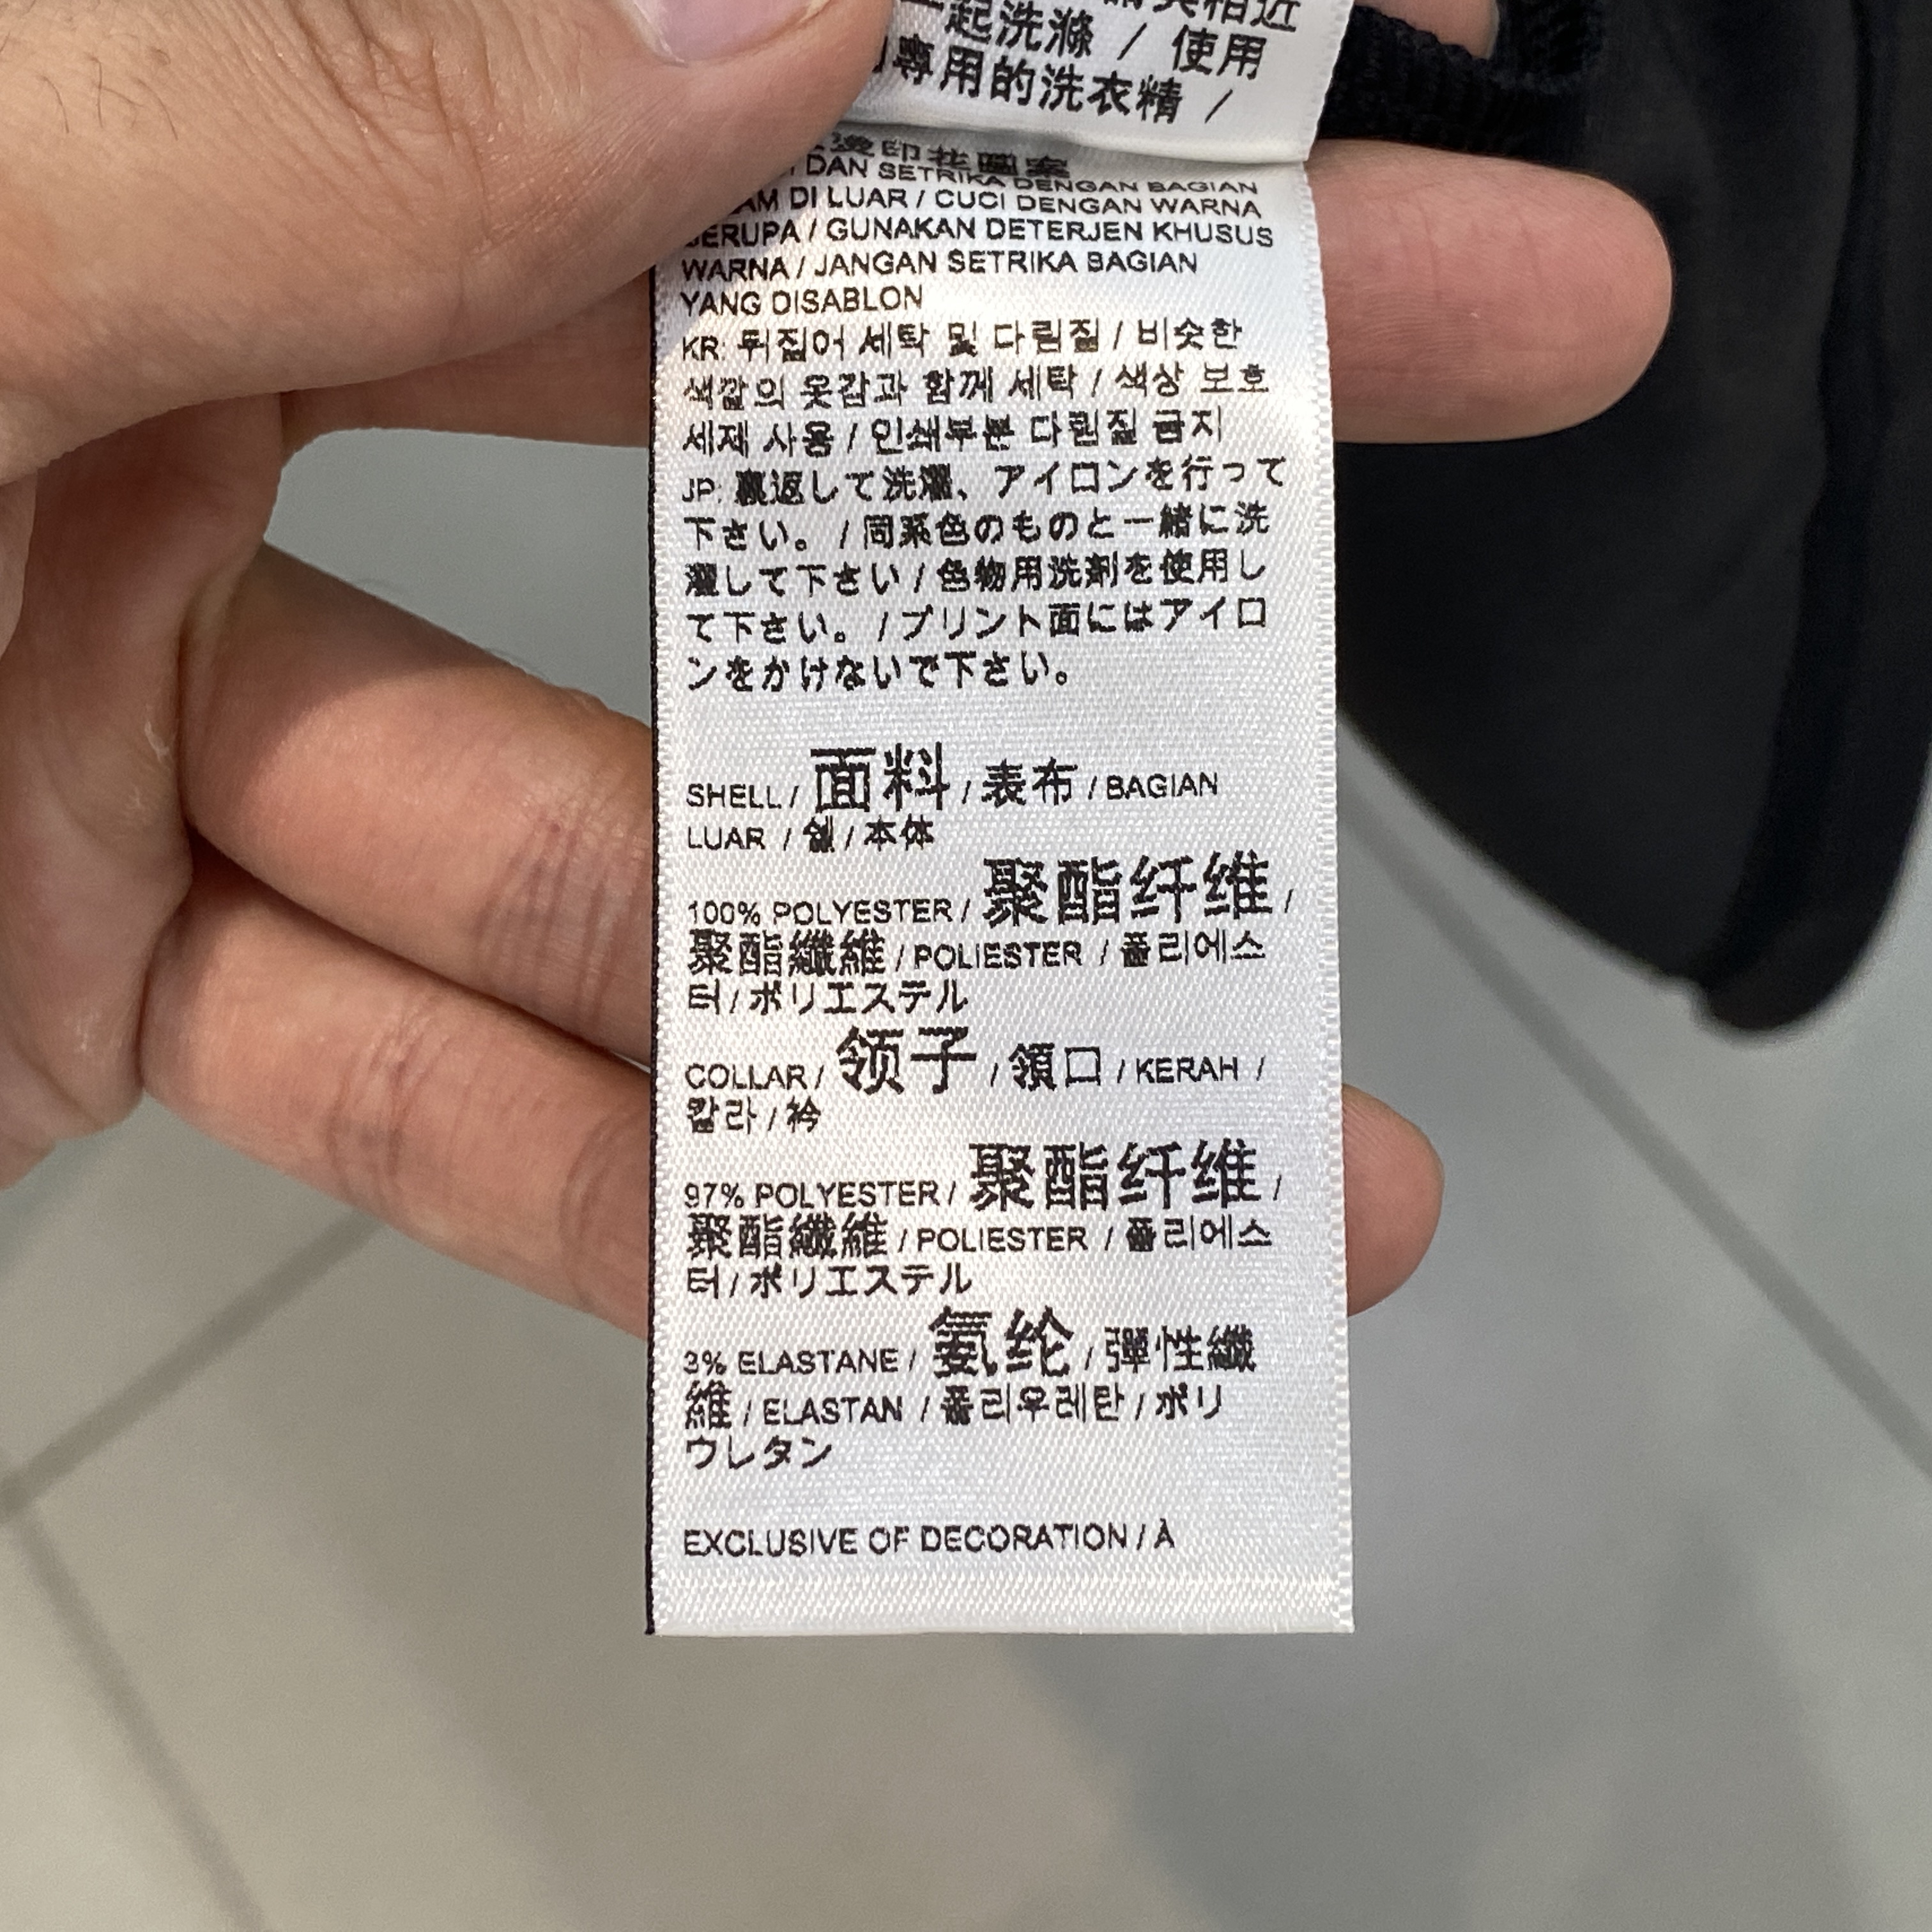 相近
起洗滌 / 使用
專用的洗衣精 /
燙印花圖案
DAN SETRIKA DENGAN BAGIAN
DI LUAR / CUCI DENGAN WARNA
GUNAKAN DETERJEN KHUSUS
WARNA / JANGAN SETRIKA BAGIAN
YANG DISABLON
KR: 뒤집어 세탁 및 다림질 / 비슷한
색깔의 옷감과 함께 세탁 / 색상 보호
세제 사용 / 인쇄부분 다림질 금지
JP: 裏返して洗濯、アイロンを行って
下さい。 / 同系色のものと一緒に洗
濯して下さい / 色物用洗剤を使用し
て下さい。 / プリント面にはアイロ
ンをかけないで下さい。
SHELL / 面料 / 表布 / BAGIAN
LUAR / 쉘 / 本体
100% POLYESTER / 聚酯纤维 /
聚酯纖維 / POLIESTER / 폴리에스
터 / ポリエステル
COLLAR / 领子 / 領口 / KERAH /
칼라 / 衿
97% POLYESTER / 聚酯纤维 /
聚酯纖維 / POLIESTER / 폴리에스
터 / ポリエステル
3% ELASTANE / 氨纶 / 彈性纖
維 / ELASTAN / 폴리우레탄 / ポリ
ウレタン
EXCLUSIVE OF DECORATION / À